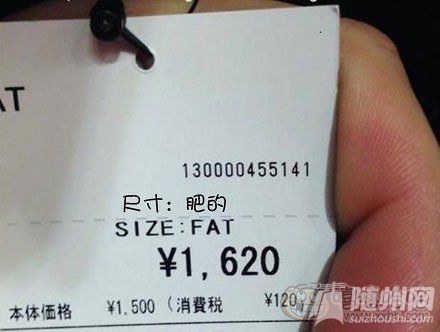 AT
130000455141
尺寸：肥的
SIZE:FAT
¥1,620
本体価格 ¥1,500 (消費税 ¥120)
随州网
suizhoushi.com